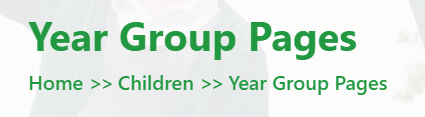 Year Group Pages
Home >> Children >> Year Group Pages